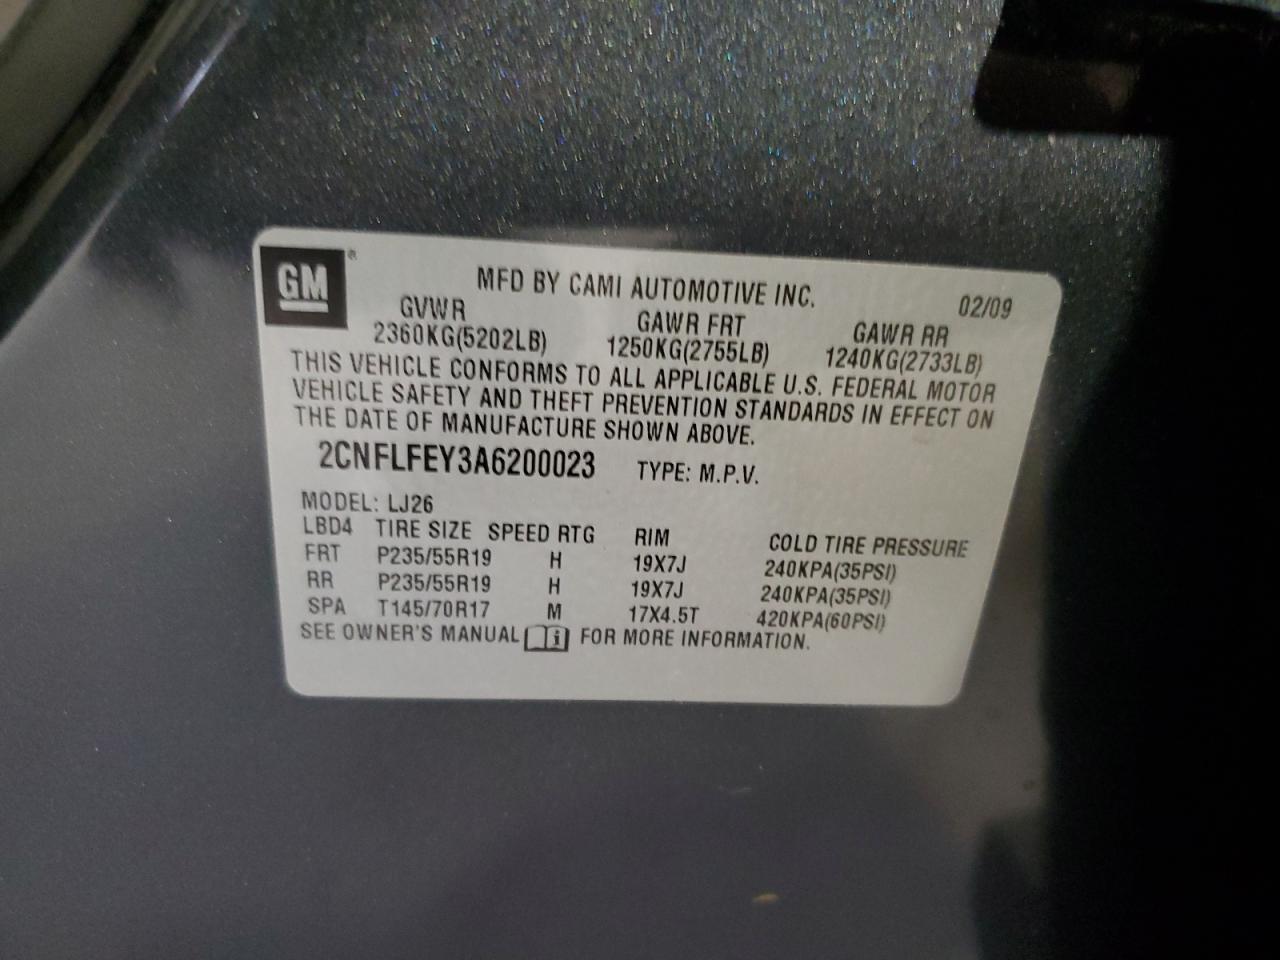 GM ®
MFD BY CAMI AUTOMOTIVE INC. 02/09
GVWR GAWR FRT GAWR RR
2360KG(5202LB) 1250KG(2755LB) 1240KG(2733LB)
THIS VEHICLE CONFORMS TO ALL APPLICABLE U.S. FEDERAL MOTOR
VEHICLE SAFETY AND THEFT PREVENTION STANDARDS IN EFFECT ON
THE DATE OF MANUFACTURE SHOWN ABOVE.
2CNFLFEY3A6200023 TYPE: M.P.V.
MODEL: LJ26
LBD4 TIRE SIZE SPEED RTG RIM COLD TIRE PRESSURE
FRT P235/55R19 H 19X7J 240KPA(35PSI)
RR P235/55R19 H 19X7J 240KPA(35PSI)
SPA T145/70R17 M 17X4.5T 420KPA(60PSI)
SEE OWNER'S MANUAL i FOR MORE INFORMATION.